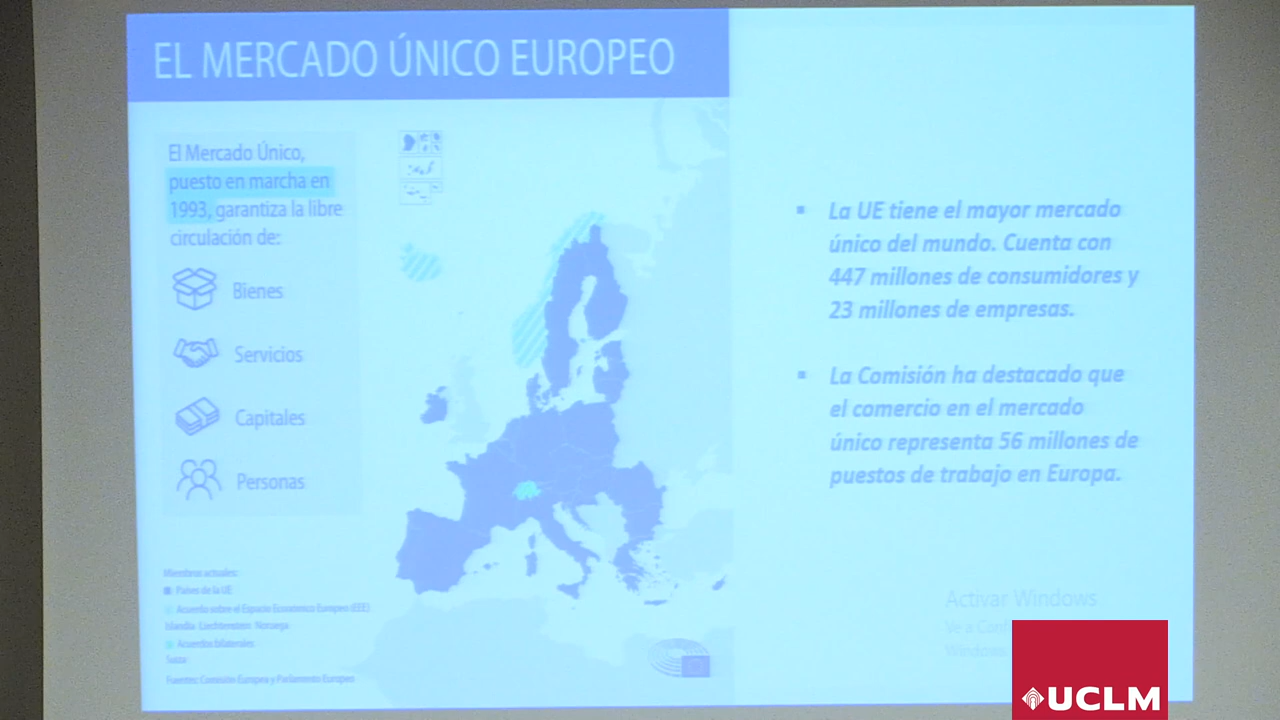 EL MERCADO ÚNICO EUROPEO
El Mercado Único,
puesto en marcha en
1993, garantiza la libre
circulación de:
Bienes
Servicios
Capitales
Personas
Miembros actuales:
Países de la UE
Acuerdo sobre el Espacio Económico Europeo (EEE)
Islandia Liechtenstein Noruega
Acuerdos bilaterales
Suiza
Fuentes: Comisión Europea y Parlamento Europeo
▪ La UE tiene el mayor mercado
único del mundo. Cuenta con
447 millones de consumidores y
23 millones de empresas.
▪ La Comisión ha destacado que
el comercio en el mercado
único representa 56 millones de
puestos de trabajo en Europa.
Activar Windows
Ve a
Windows
UCLM